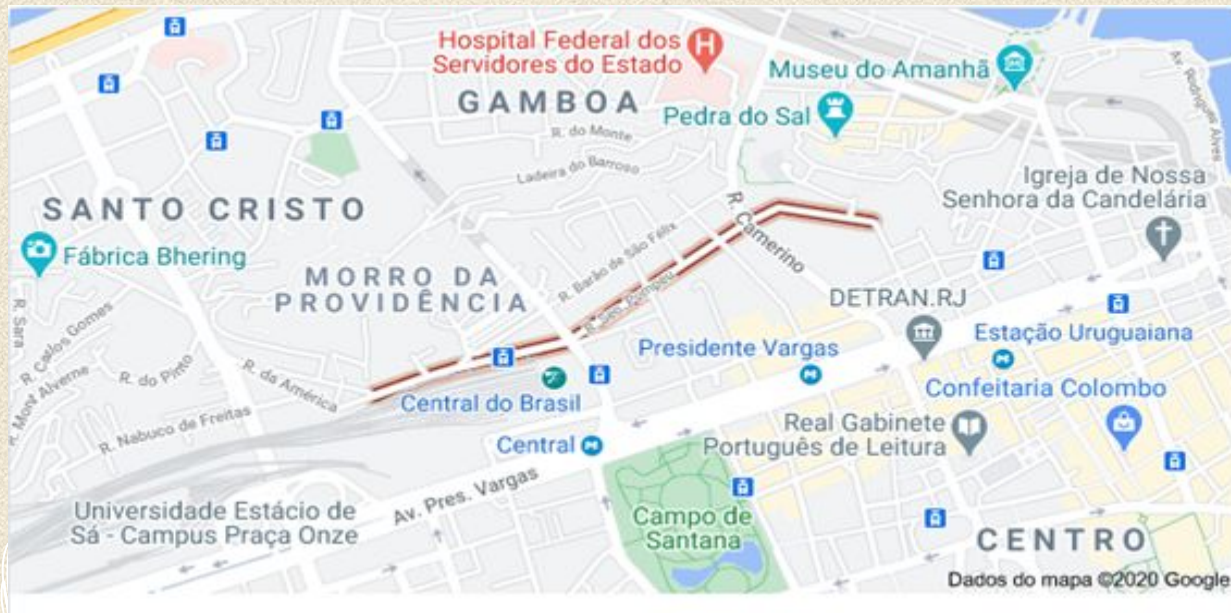 Hospital Federal dos
Servidores do Estado
GAMBOA
Museu do Amanhã
Av. Rodrigues Alves
Pedra do Sal
R. do Monte
Ladeira do Barroso
Igreja de Nossa
Senhora da Candelária
SANTO CRISTO
R. Camerino
Fábrica Bhering
R. Barão de São Félix
MORRO DA
PROVIDÊNCIA
R. Sen. Pompeu
DETRAN.RJ
R. Sara
R. Carlos Gomes
Presidente Vargas
Estação Uruguaiana
R. do Pinto
R. da América
R. Mont Alverne
Central do Brasil
Confeitaria Colombo
R. Nabuco de Freitas
Real Gabinete
Português de Leitura
Central
Av. Pres. Vargas
Universidade Estácio de
Sá - Campus Praça Onze
Campo de
Santana
CENTRO
Dados do mapa ©2020 Google